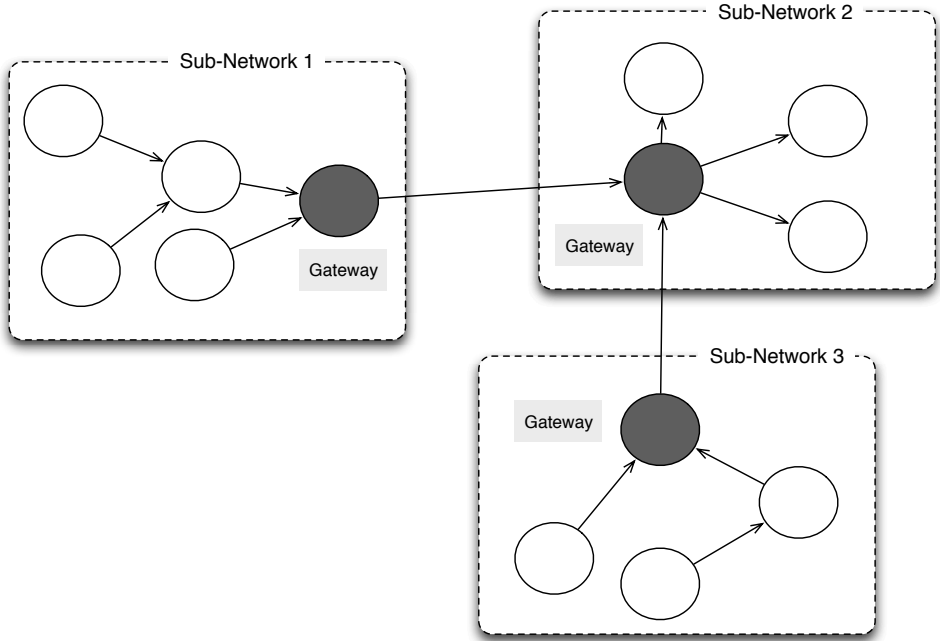 Sub-Network 1
Gateway
Sub-Network 2
Gateway
Sub-Network 3
Gateway